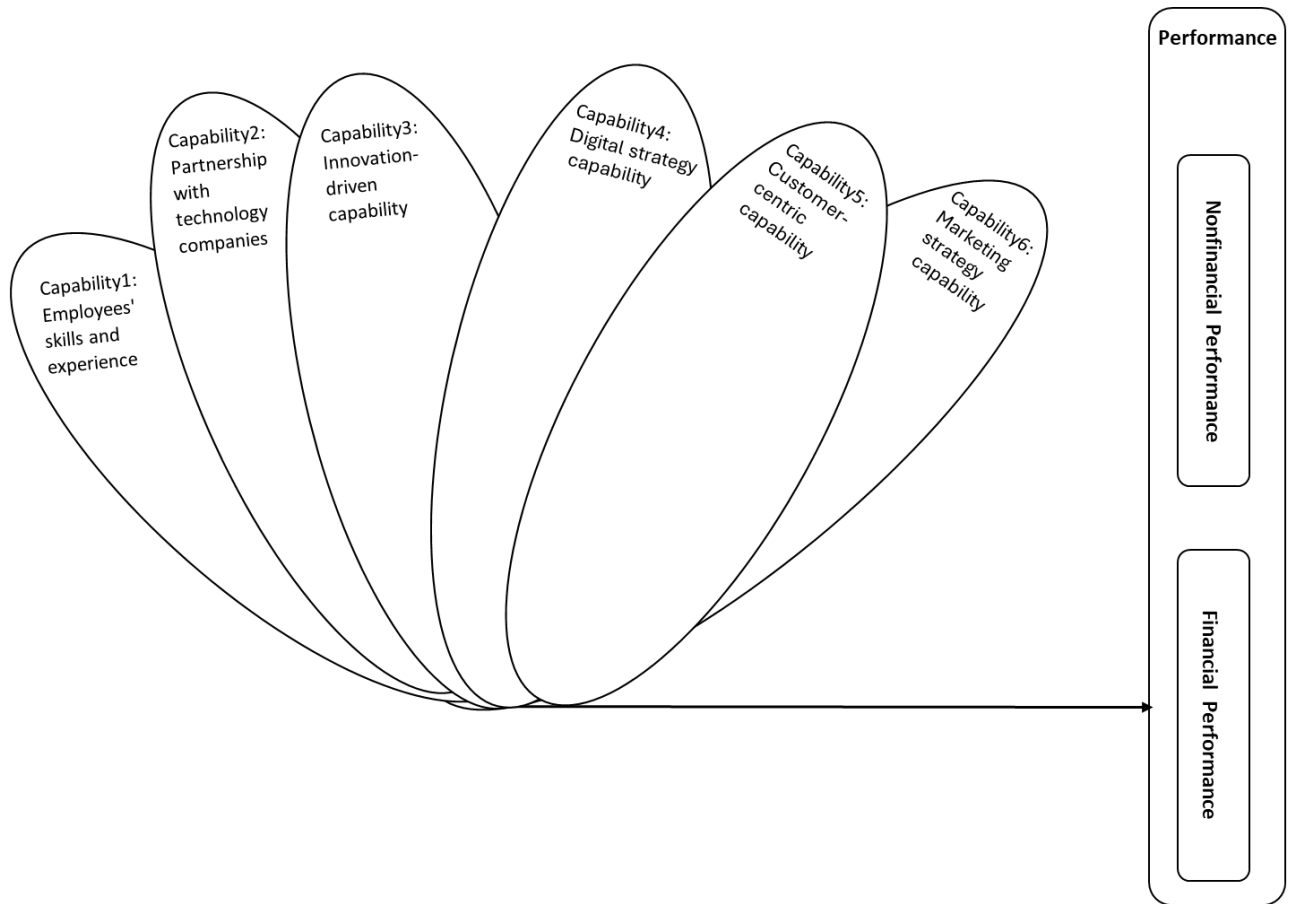 Capability1:
Employees'
skills and
experience
Capability2:
Partnership
with
technology
companies
Capability3:
Innovation-
driven
capability
Capability4:
Digital strategy
capability
Capability5:
Customer-
centric
capability
Capability6:
Marketing
strategy
capability
Performance
Nonfinancial Performance
Financial Performance